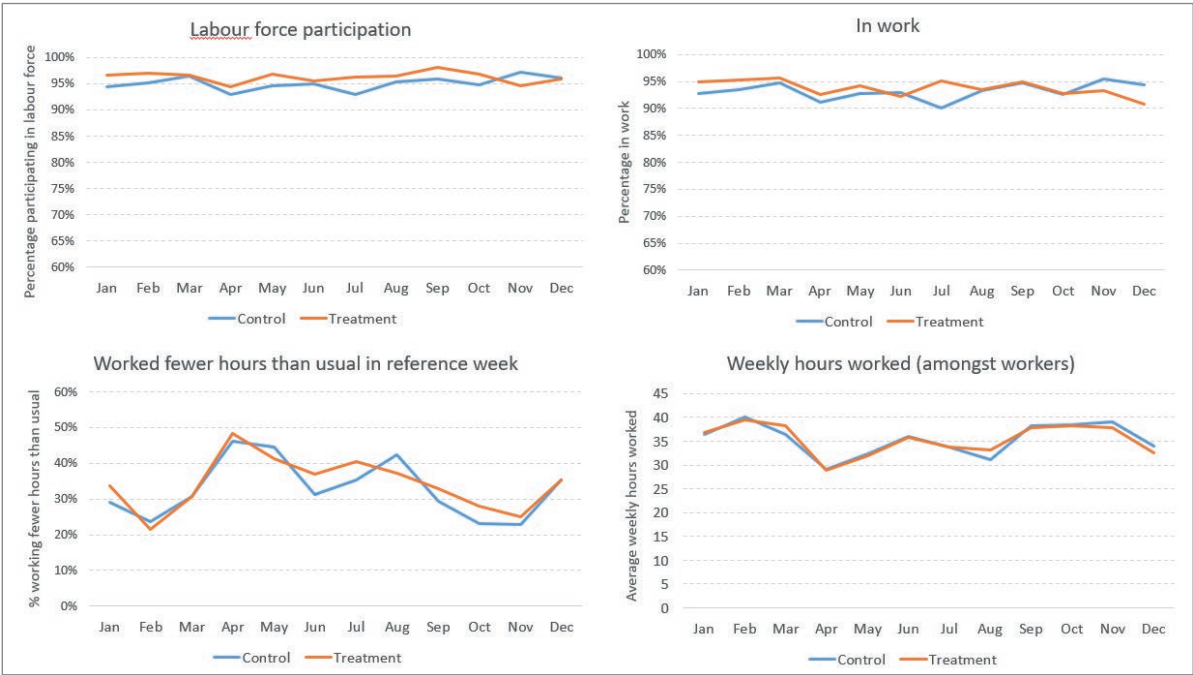 Labour force participation
Percentage participating in labour force
100%
95%
90%
85%
80%
75%
70%
65%
60%
Jan Feb Mar Apr May Jun Jul Aug Sep Oct Nov Dec
Control Treatment
In work
Percentage in work
100%
95%
90%
85%
80%
75%
70%
65%
60%
Jan Feb Mar Apr May Jun Jul Aug Sep Oct Nov Dec
Control Treatment
Worked fewer hours than usual in reference week
% working fewer hours than usual
60%
50%
40%
30%
20%
10%
0%
Jan Feb Mar Apr May Jun Jul Aug Sep Oct Nov Dec
Control Treatment
Weekly hours worked (amongst workers)
Average weekly hours worked
45
40
35
30
25
20
15
10
5
0
Jan Feb Mar Apr May Jun Jul Aug Sep Oct Nov Dec
Control Treatment